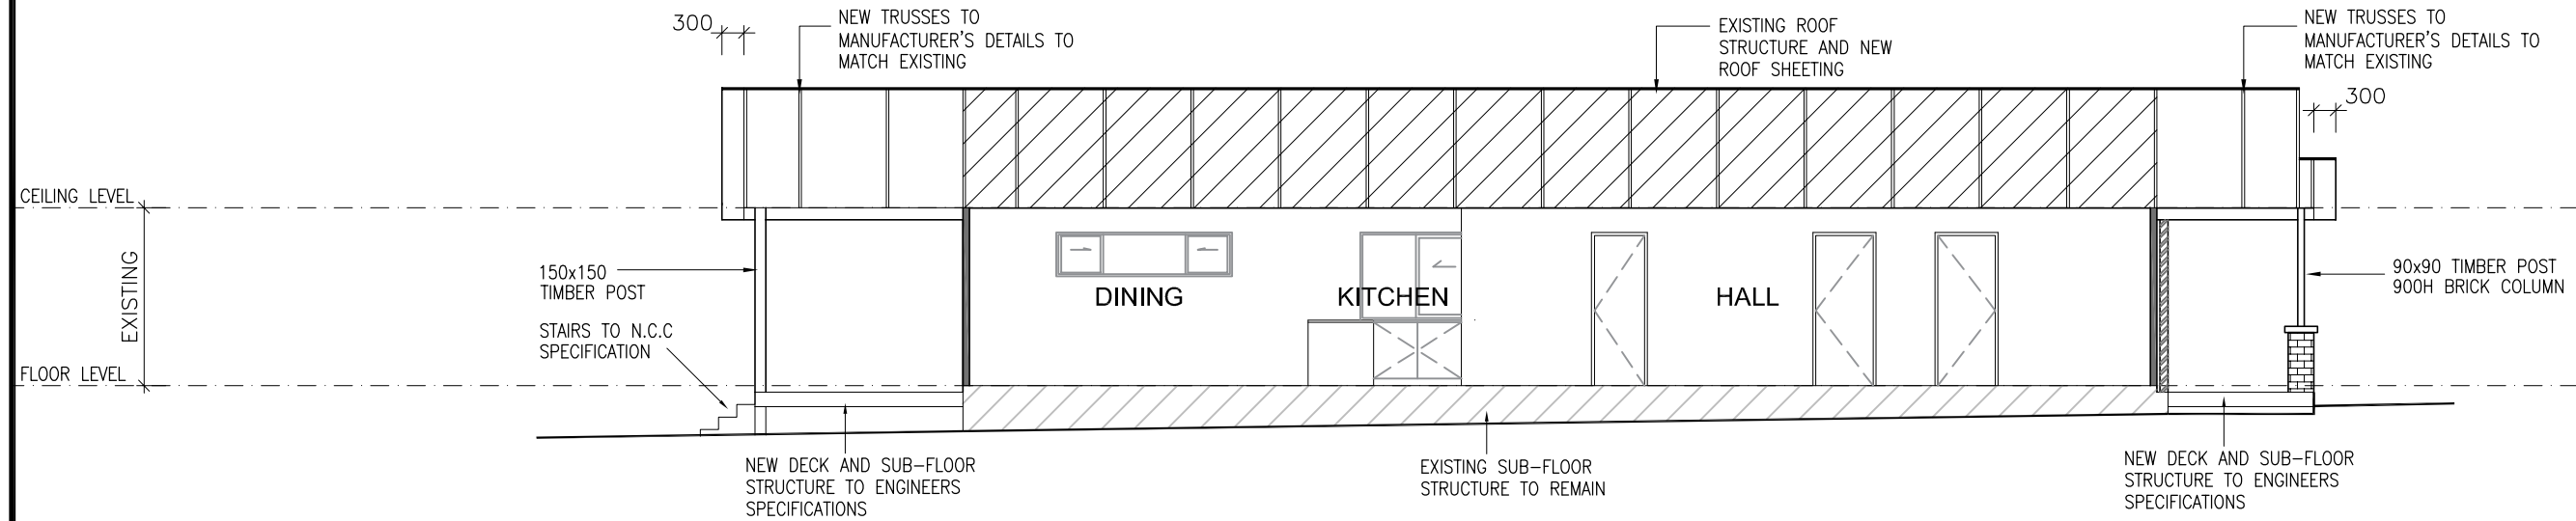 300
NEW TRUSSES TO
MANUFACTURER'S DETAILS TO
MATCH EXISTING
EXISTING ROOF
STRUCTURE AND NEW
ROOF SHEETING
NEW TRUSSES TO
MANUFACTURER'S DETAILS TO
MATCH EXISTING
300
CEILING LEVEL
EXISTING
FLOOR LEVEL
150x150
TIMBER POST
STAIRS TO N.C.C
SPECIFICATION
DINING
KITCHEN
HALL
90x90 TIMBER POST
900H BRICK COLUMN
NEW DECK AND SUB-FLOOR
STRUCTURE TO ENGINEERS
SPECIFICATIONS
EXISTING SUB-FLOOR
STRUCTURE TO REMAIN
NEW DECK AND SUB-FLOOR
STRUCTURE TO ENGINEERS
SPECIFICATIONS